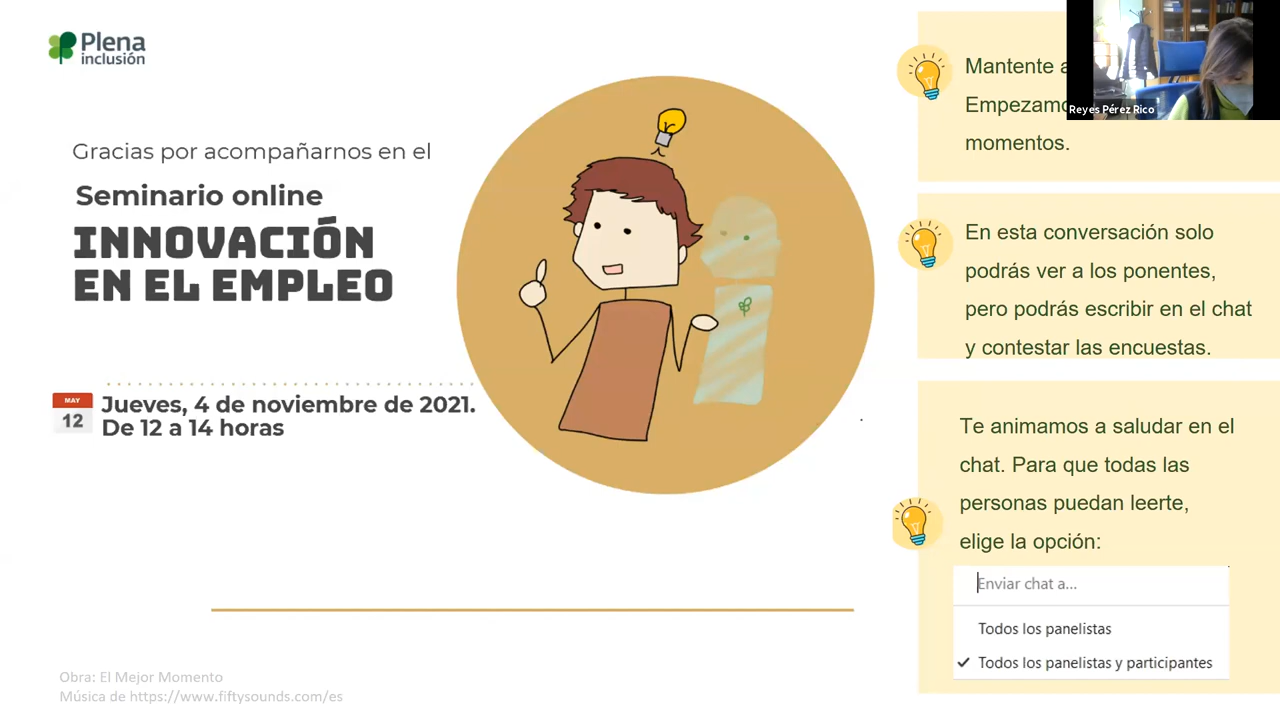 Plena
inclusión
Gracias por acompañarnos en el
Seminario online
INNOVACIÓN
EN EL EMPLEO
MAY
12
Jueves, 4 de noviembre de 2021.
De 12 a 14 horas
Obra: El Mejor Momento
Música de https://www.fiftysounds.com/es
Mantente
Empezamo
momentos.
Reyes Pérez Rico
En esta conversación solo
podrás ver a los ponentes,
pero podrás escribir en el chat
y contestar las encuestas.
Te animamos a saludar en el
chat. Para que todas las
personas puedan leerte,
elige la opción:
Enviar chat a...
Todos los panelistas
Todos los panelistas y participantes